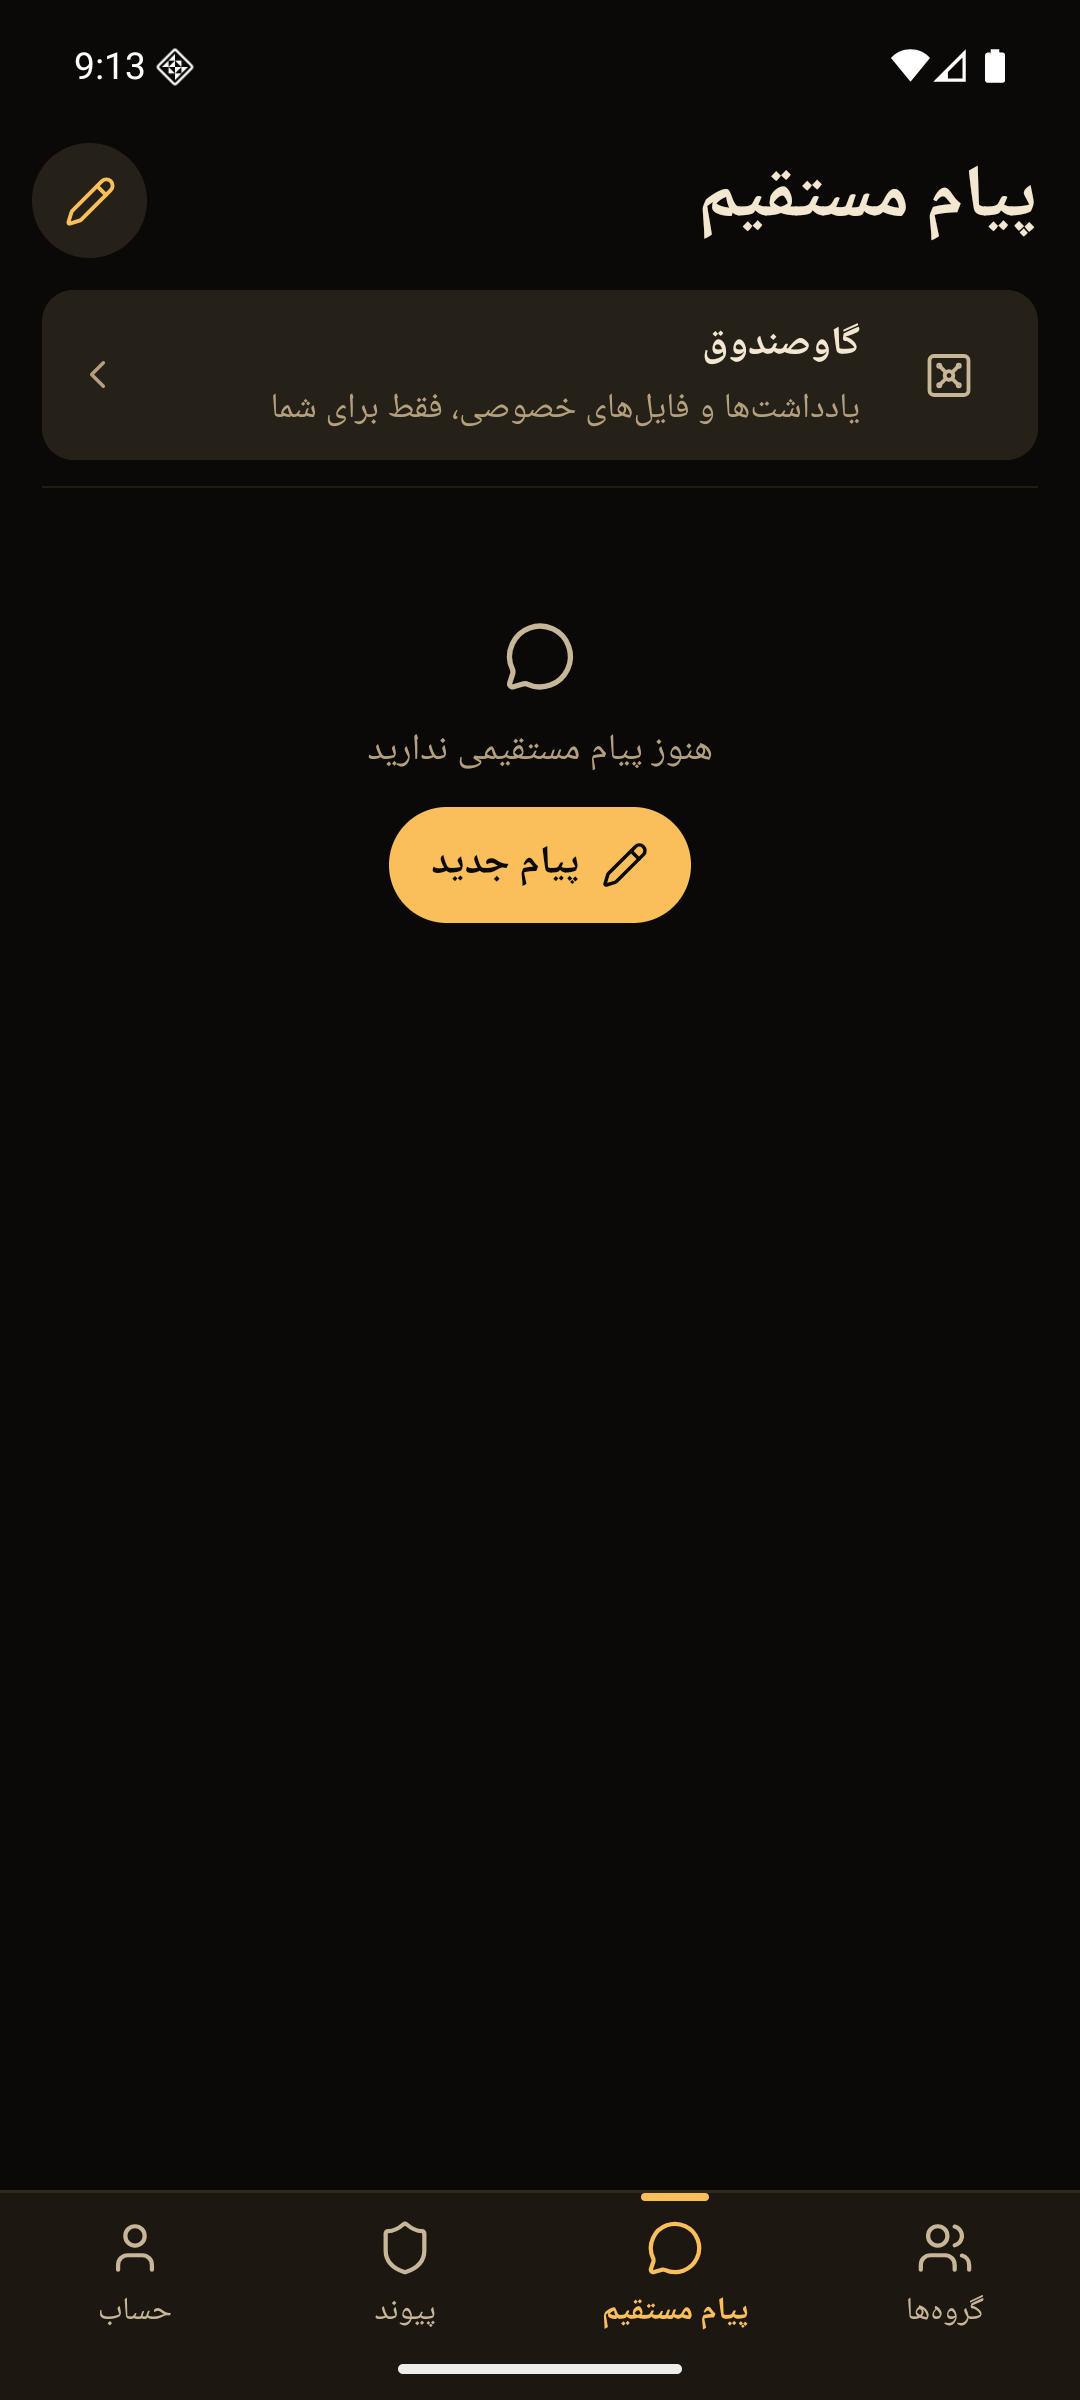 9:13
پیام مستقیم
گاوصندوق
یادداشت‌ها و فایل‌های خصوصی، فقط برای شما
هنوز پیام مستقیمی ندارید
پیام جدید
گروه‌ها
پیام مستقیم
پیوند
حساب